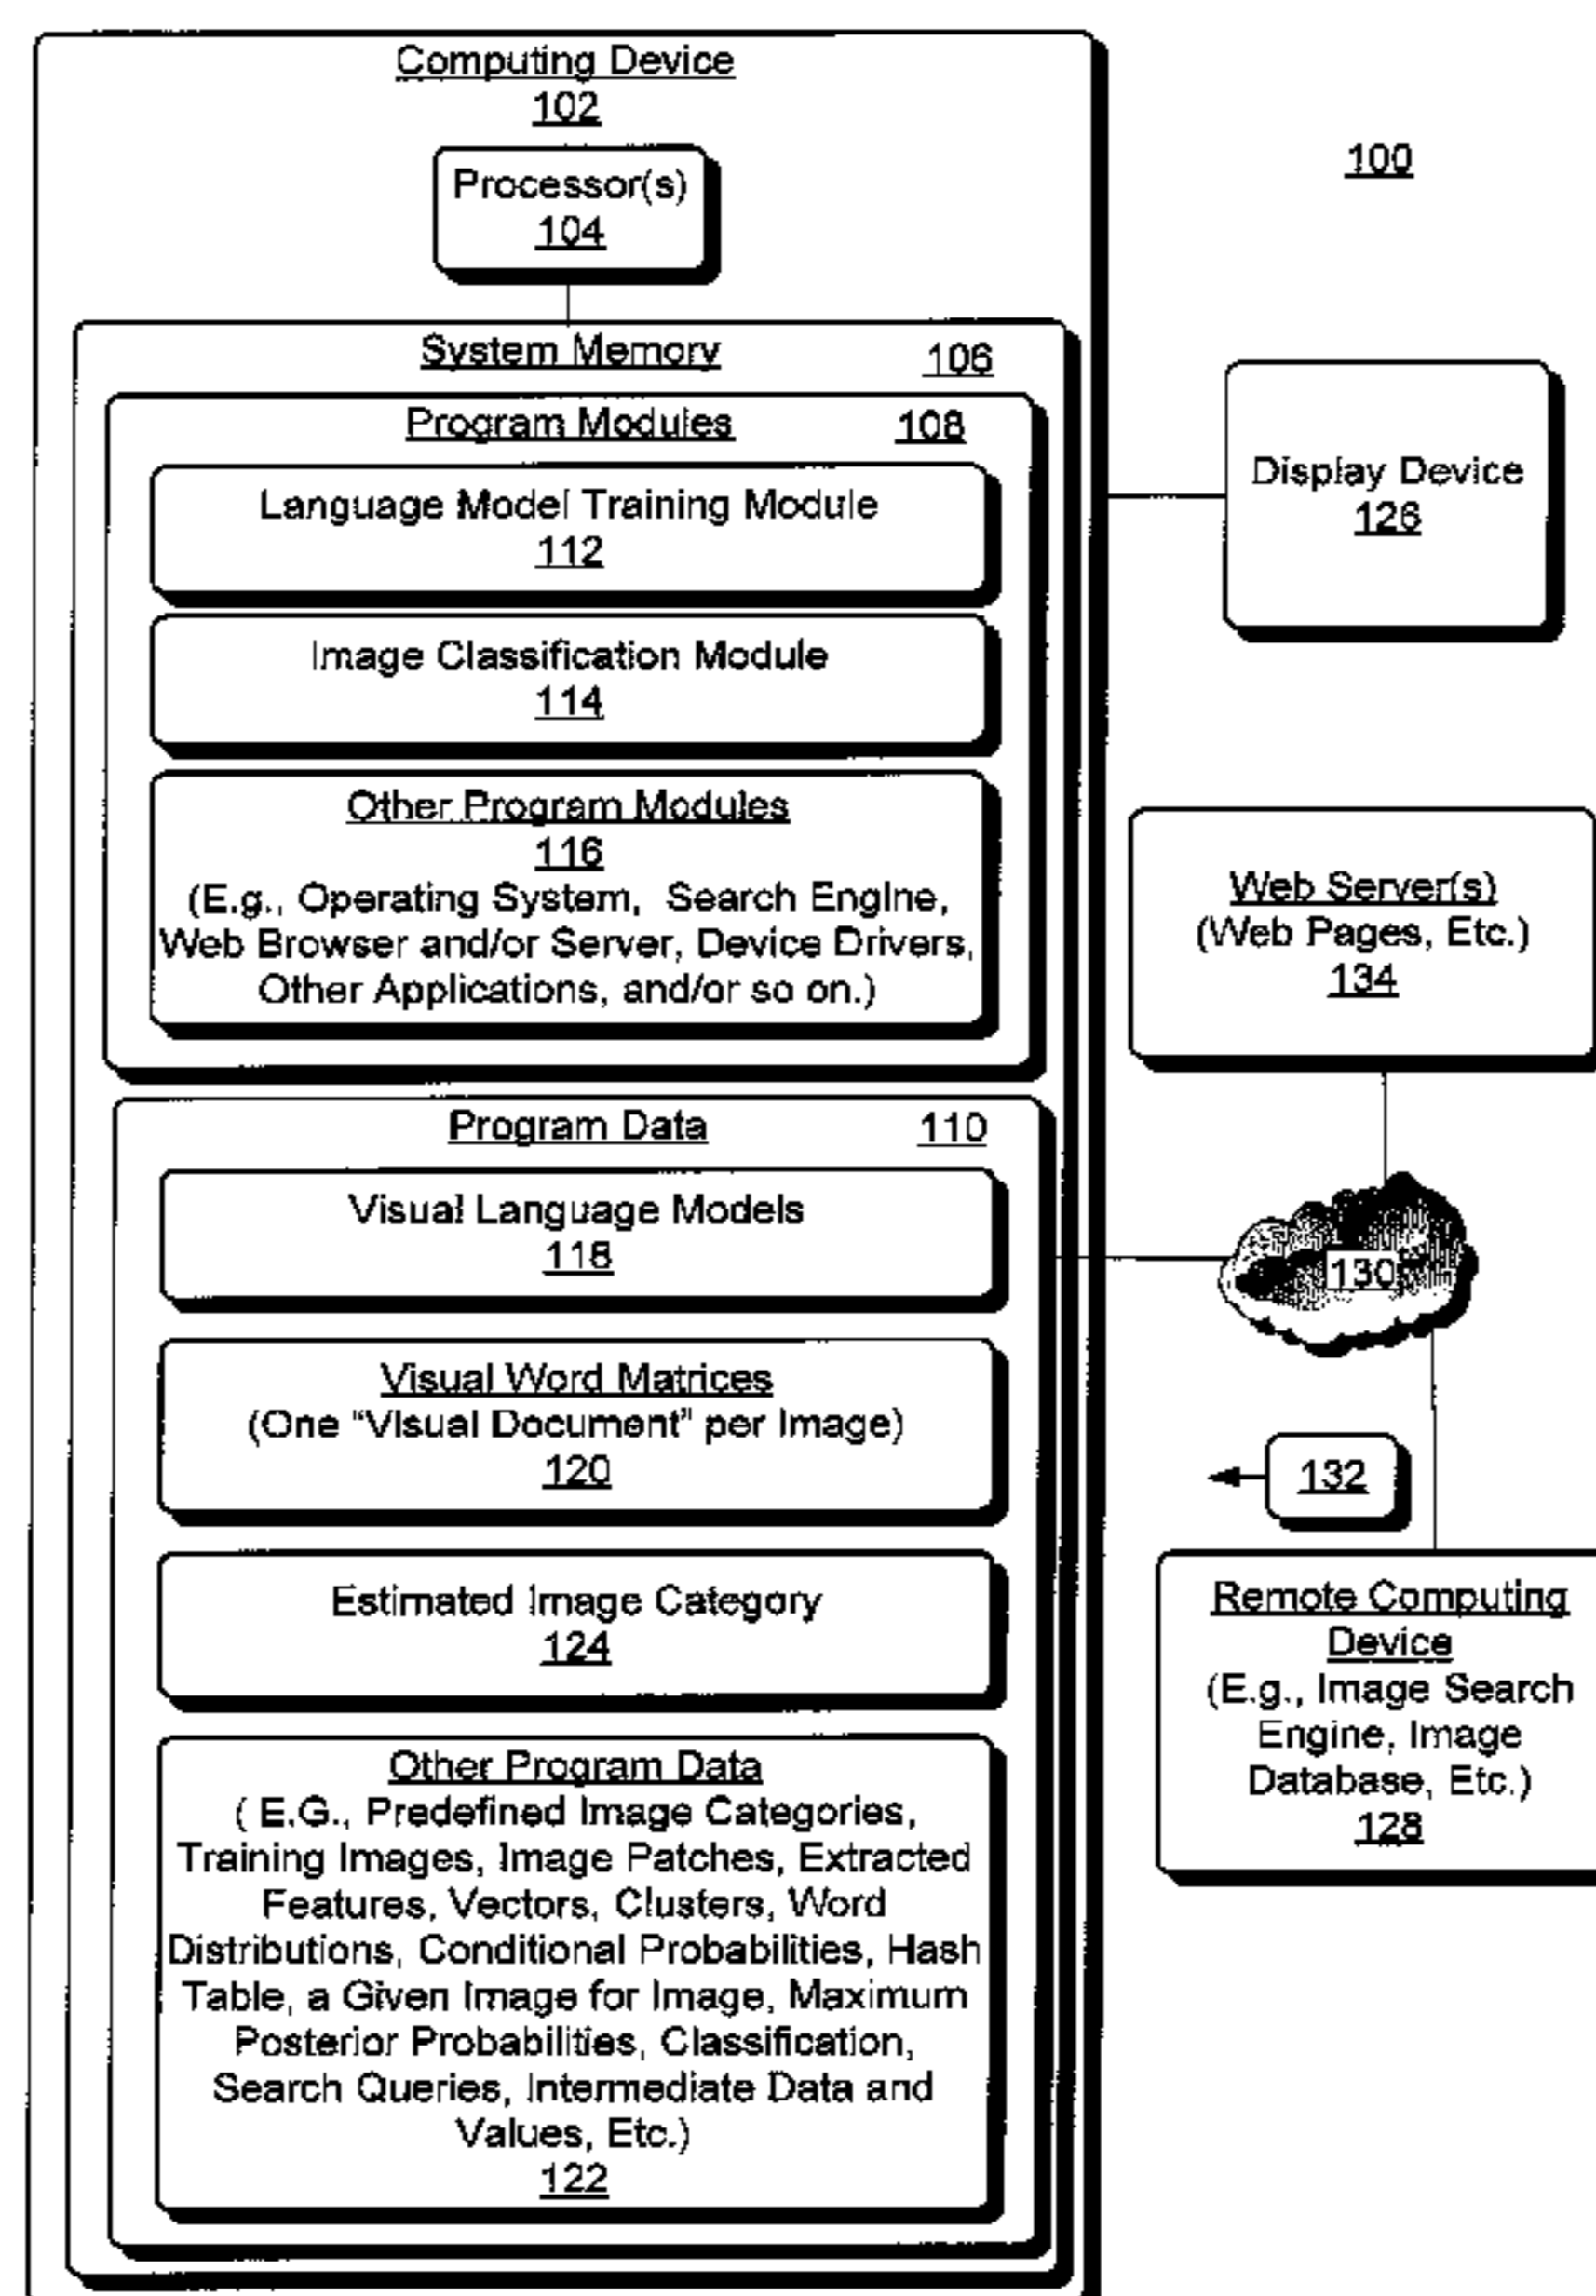 Computing Device
102
Processor(s)
104
100
System Memory 106
Program Modules 108
Language Model Training Module
112
Image Classification Module
114
Other Program Modules
116
(E.g., Operating System, Search Engine,
Web Browser and/or Server, Device Drivers,
Other Applications, and/or so on.)
Program Data 110
Visual Language Models
118
Visual Word Matrices
(One “Visual Document” per Image)
120
Estimated Image Category
124
Other Program Data
( E.G., Predefined Image Categories,
Training Images, Image Patches, Extracted
Features, Vectors, Clusters, Word
Distributions, Conditional Probabilities, Hash
Table, a Given Image for Image, Maximum
Posterior Probabilities, Classification,
Search Queries, Intermediate Data and
Values, Etc.)
122
Display Device
126
Web Server(s)
(Web Pages, Etc.)
134
130
132
Remote Computing
Device
(E.g., Image Search
Engine, Image
Database, Etc.)
128